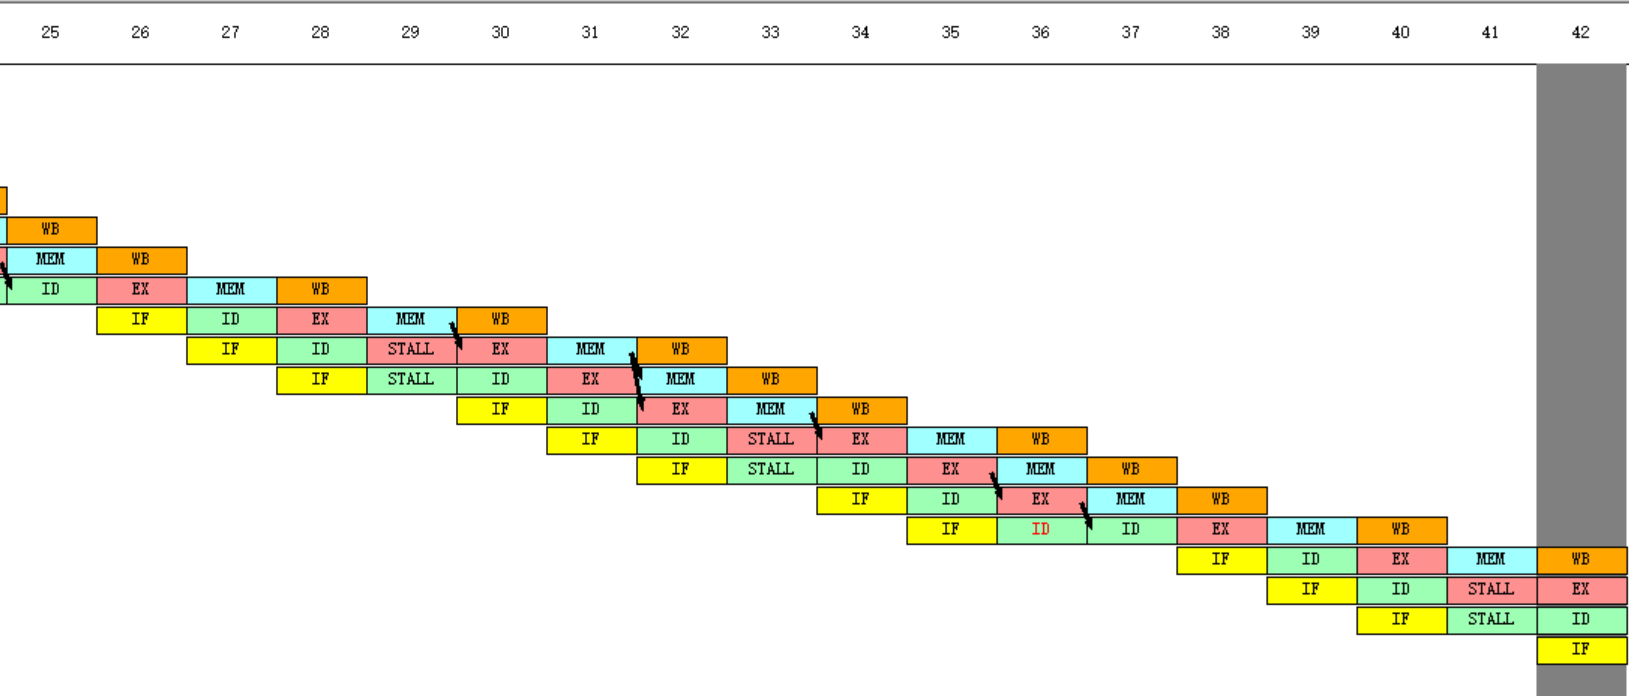 25 26 27 28 29 30 31 32 33 34 35 36 37 38 39 40 41 42
WB
MEM WB
ID EX MEM WB
IF ID EX MEM WB
IF ID STALL EX MEM WB
IF STALL ID EX MEM WB
IF ID EX MEM WB
IF ID STALL EX MEM WB
IF STALL ID EX MEM WB
IF ID EX MEM WB
IF ID ID EX MEM WB
IF ID EX MEM WB
IF ID STALL EX
IF STALL ID
IF